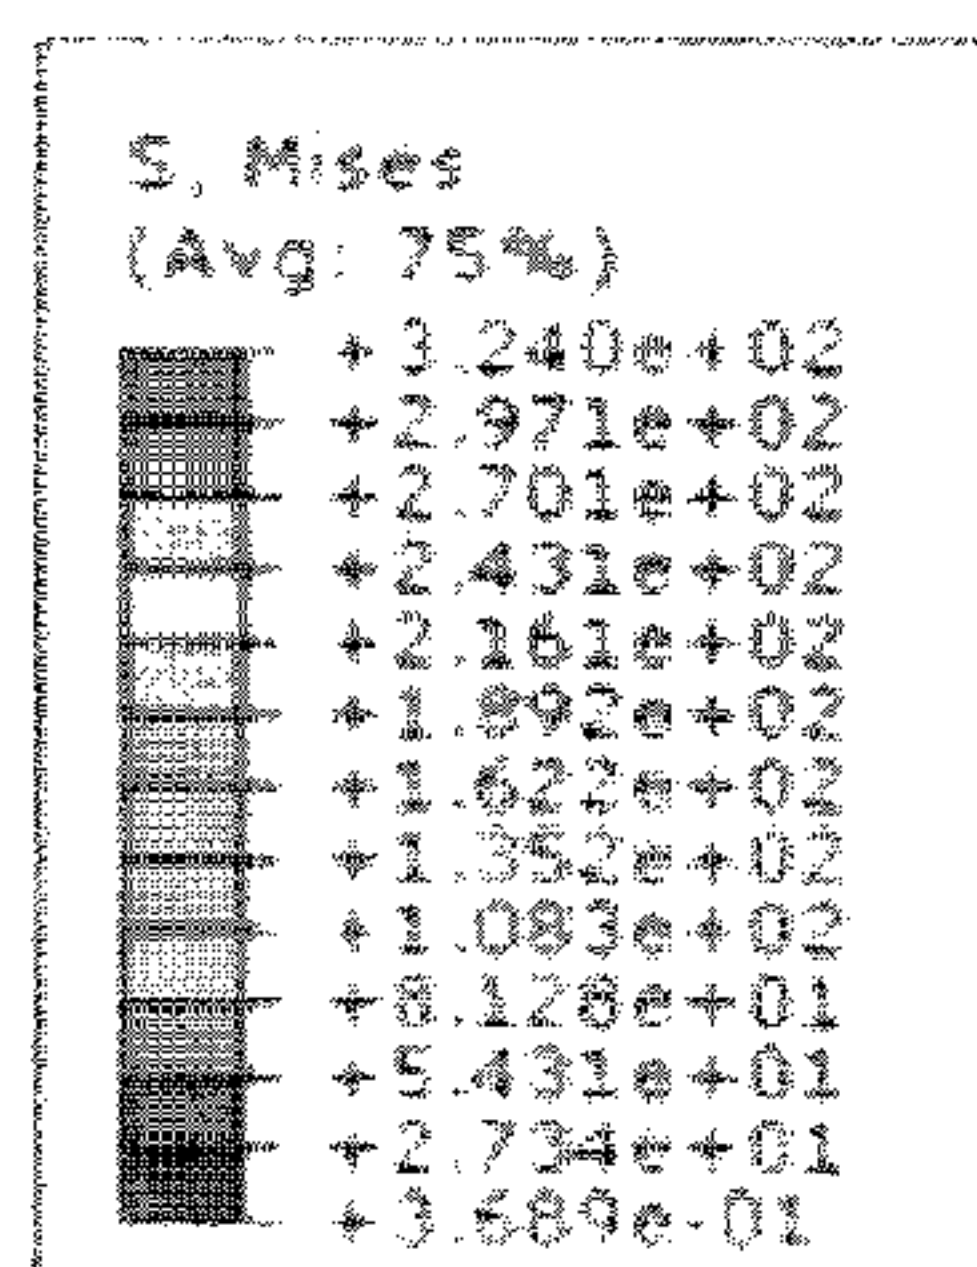 S, Mises
(Avg: 75%)
+3.240e+02
+2.971e+02
+2.701e+02
+2.431e+02
+2.161e+02
+1.892e+02
+1.622e+02
+1.352e+02
+1.083e+02
+8.128e+01
+5.431e+01
+2.734e+01
+3.689e-01